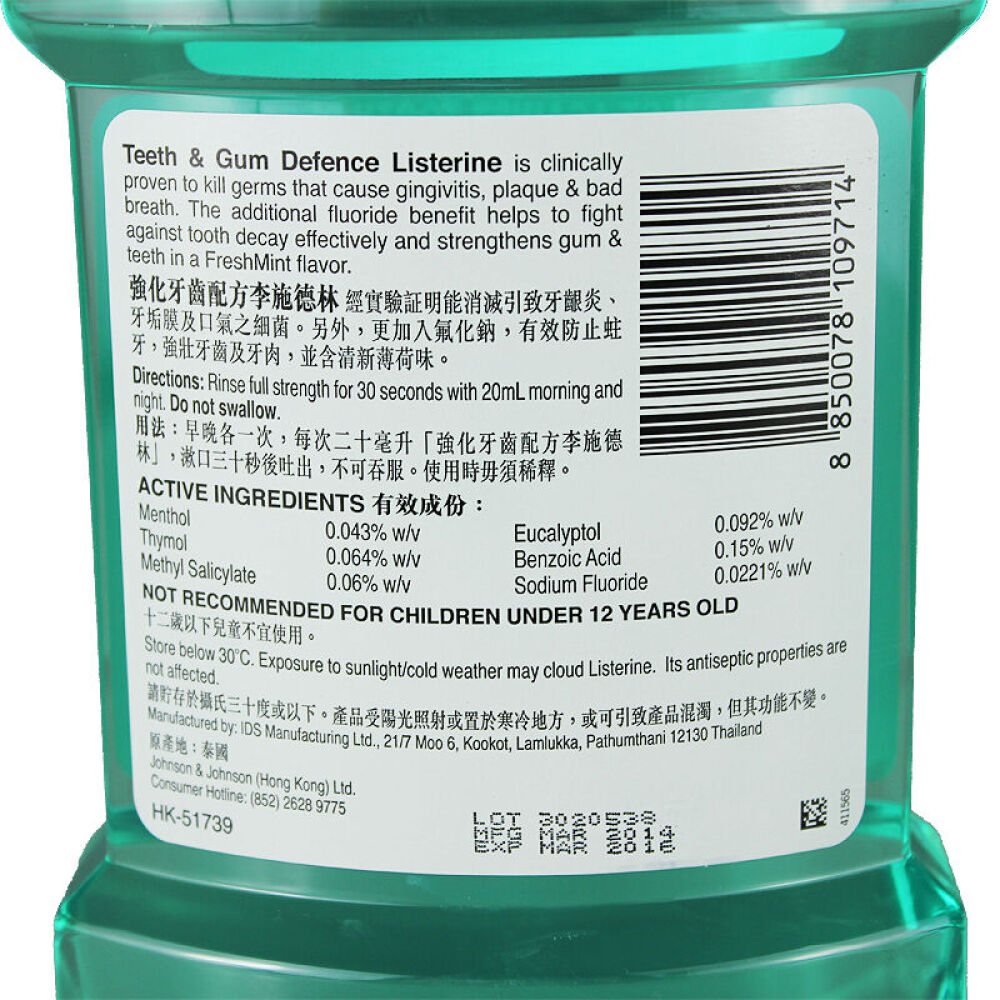 Teeth & Gum Defence Listerine is clinically
proven to kill germs that cause gingivitis, plaque & bad
breath. The additional fluoride benefit helps to fight
against tooth decay effectively and strengthens gum &
teeth in a FreshMint flavor.
強化牙齒配方李施德林 經實驗証明能消滅引致牙齦炎、
牙垢膜及口氣之細菌。另外，更加入氟化鈉，有效防止蛀
牙，強壯牙齒及牙肉，並含清新薄荷味。
Directions: Rinse full strength for 30 seconds with 20mL morning and
night. Do not swallow.
用法：早晚各一次，每次二十毫升「強化牙齒配方李施德
林」，漱口三十秒後吐出，不可吞服。使用時毋須稀釋。
ACTIVE INGREDIENTS 有效成份：
Menthol 0.043% w/v Eucalyptol 0.092% w/v
Thymol 0.064% w/v Benzoic Acid 0.15% w/v
Methyl Salicylate 0.06% w/v Sodium Fluoride 0.0221% w/v
NOT RECOMMENDED FOR CHILDREN UNDER 12 YEARS OLD
十二歲以下兒童不宜使用。
Store below 30°C. Exposure to sunlight/cold weather may cloud Listerine. Its antiseptic properties are
not affected.
請貯存於攝氏三十度或以下。產品受陽光照射或置於寒冷地方，或可引致產品混濁，但其功能不變。
Manufactured by: IDS Manufacturing Ltd., 21/7 Moo 6, Kookot, Lamlukka, Pathumthani 12130 Thailand
原產地：泰國
Johnson & Johnson (Hong Kong) Ltd.
Consumer Hotline: (852) 2628 9775
HK-51739
LOT 3020538
MFG MAR 2014
EXP MAR 2016
8 850078 109714
411565